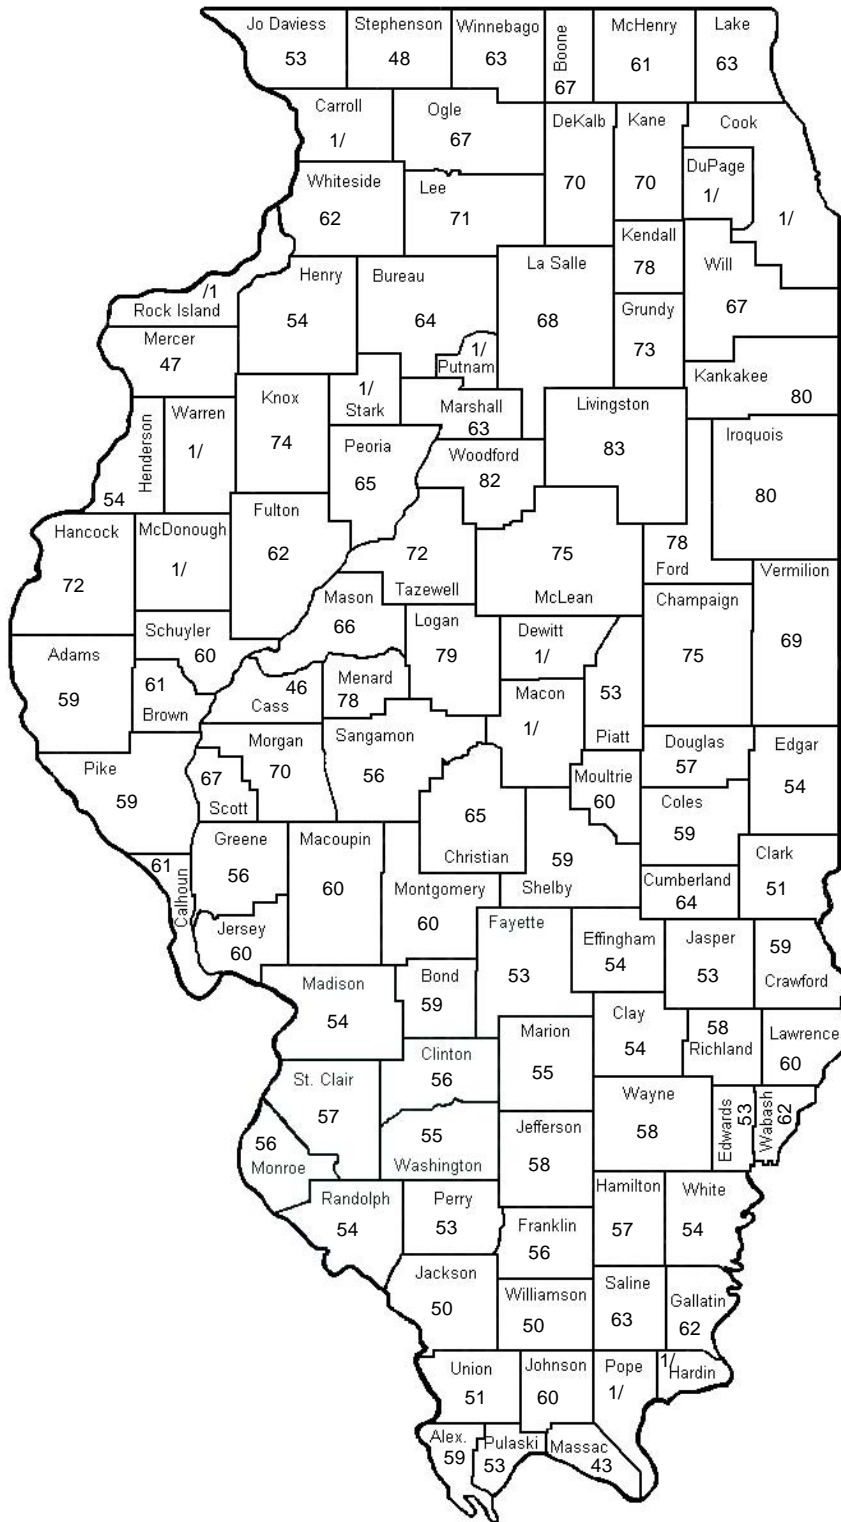 Jo Daviess
53
Stephenson
48
Winnebago
63
Boone
67
McHenry
61
Lake
63
Carroll
1/
Ogle
67
DeKalb
70
Kane
70
Cook
1/
DuPage
1/
Whiteside
62
Lee
71
Kendall
78
Will
67
/1
Rock Island
Henry
54
Bureau
64
La Salle
68
Grundy
73
Mercer
47
1/
Putnam
Kankakee
80
Henderson
54
Warren
1/
Knox
74
1/
Stark
Marshall
63
Livingston
83
Iroquois
80
Peoria
65
Woodford
82
Hancock
72
McDonough
1/
Fulton
62
72
Tazewell
75
McLean
78
Ford
Vermilion
69
Mason
66
Logan
79
Dewitt
1/
Champaign
75
Adams
59
Schuyler
60
61
Brown
46
Cass
Menard
78
Macon
1/
53
Piatt
Pike
59
67
Scott
Morgan
70
Sangamon
56
65
Christian
Moultrie
60
Douglas
57
Edgar
54
Coles
59
61
Calhoun
Greene
56
Macoupin
60
Montgomery
60
59
Shelby
Cumberland
64
Clark
51
Jersey
60
Fayette
53
Effingham
54
Jasper
53
59
Crawford
Madison
54
Bond
59
Clay
54
58
Richland
Lawrence
60
Marion
55
Clinton
56
St. Clair
57
Wayne
58
Edwards
53
Wabash
62
56
Monroe
55
Washington
Jefferson
58
Randolph
54
Perry
53
Franklin
56
Hamilton
57
White
54
Jackson
50
Williamson
50
Saline
63
Gallatin
62
Union
51
Johnson
60
Pope
1/
1/
Hardin
Alex.
59
Pulaski
53
Massac
43